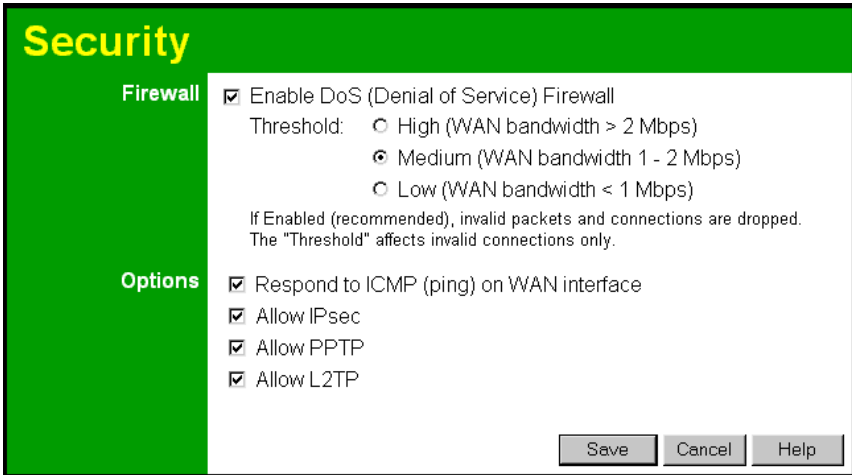 Security
Firewall
Enable DoS (Denial of Service) Firewall
Threshold: High (WAN bandwidth > 2 Mbps)
Medium (WAN bandwidth 1 - 2 Mbps)
Low (WAN bandwidth < 1 Mbps)
If Enabled (recommended), invalid packets and connections are dropped.
The "Threshold" affects invalid connections only.
Options
Respond to ICMP (ping) on WAN interface
Allow IPsec
Allow PPTP
Allow L2TP
Save Cancel Help